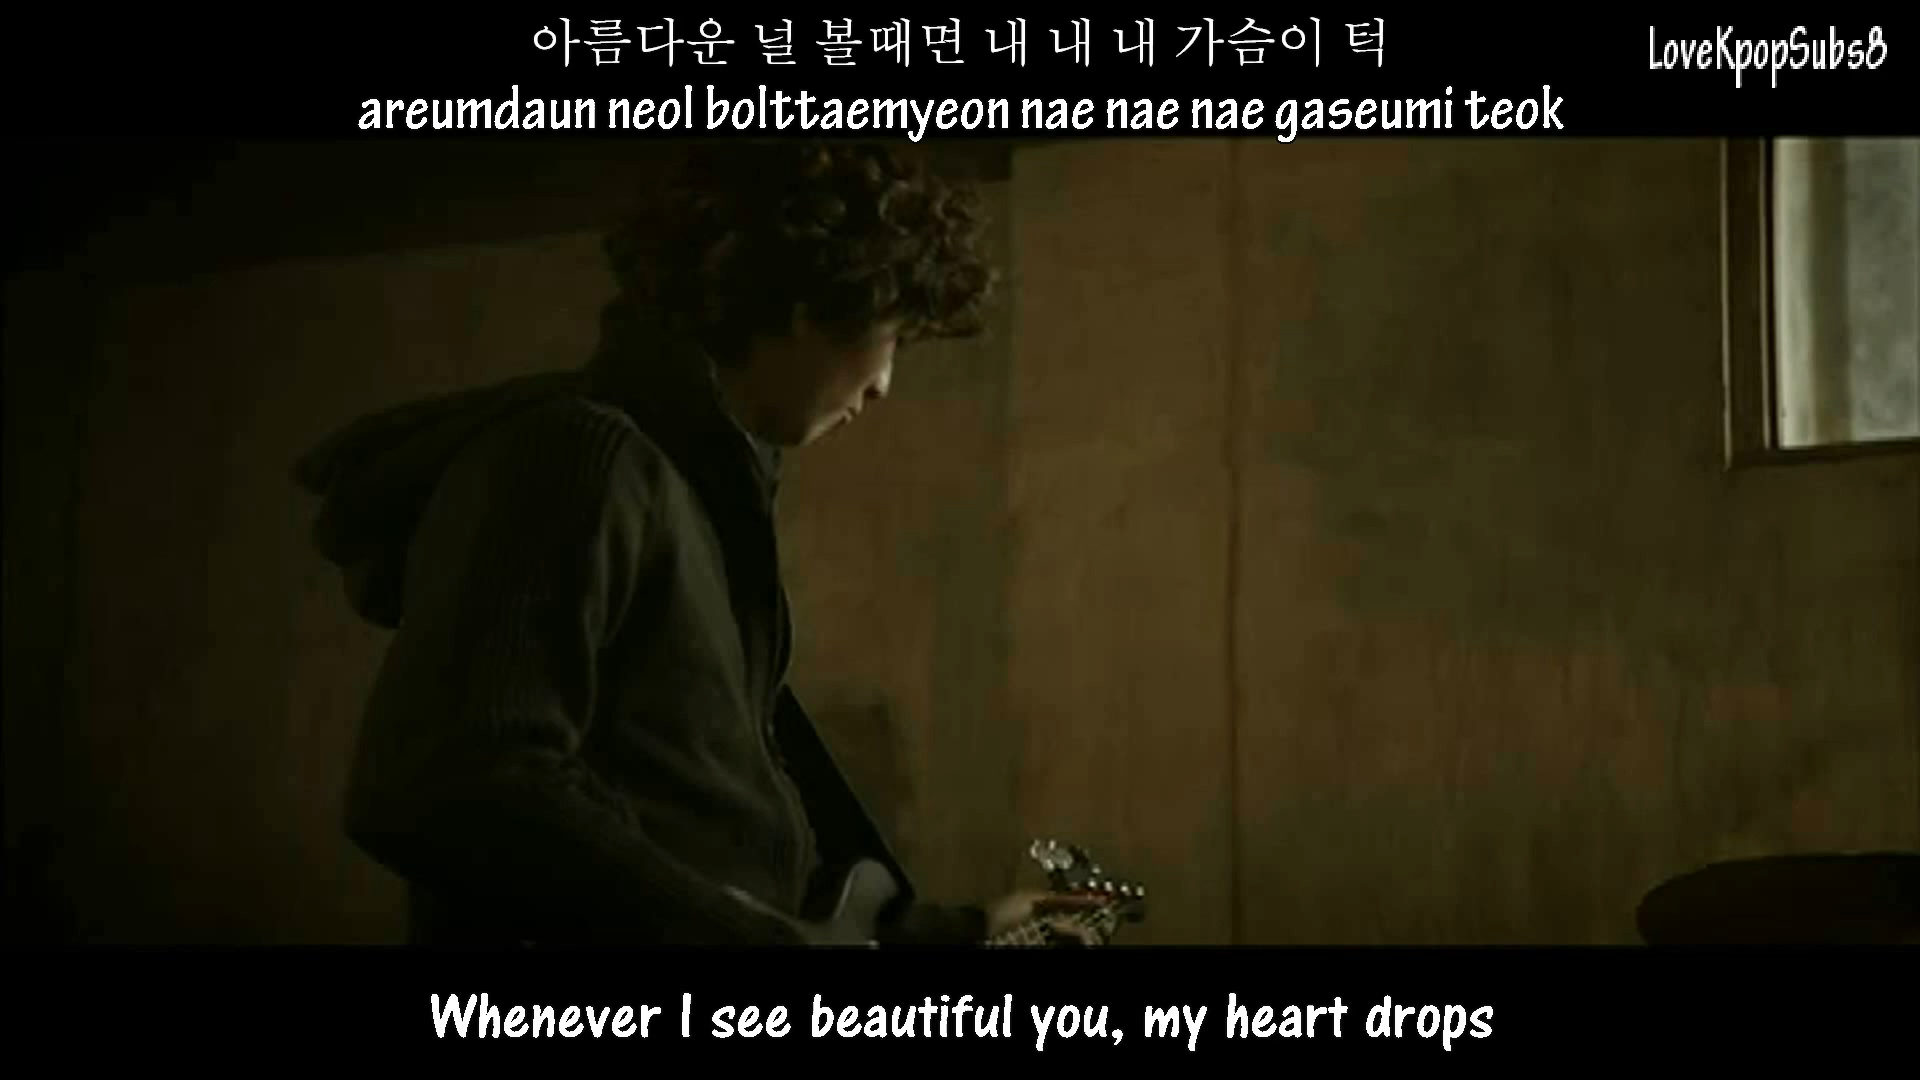 아름다운 널 볼때면 내 내 내 가슴이 턱
LoveKpopSubs8
areumdaun neol bolttaemyeon nae nae nae gaseumi teok
Whenever I see beautiful you, my heart drops